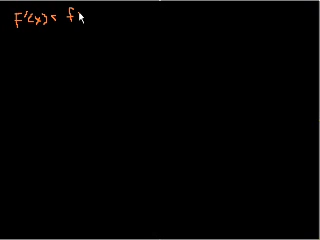 F'(x) = f